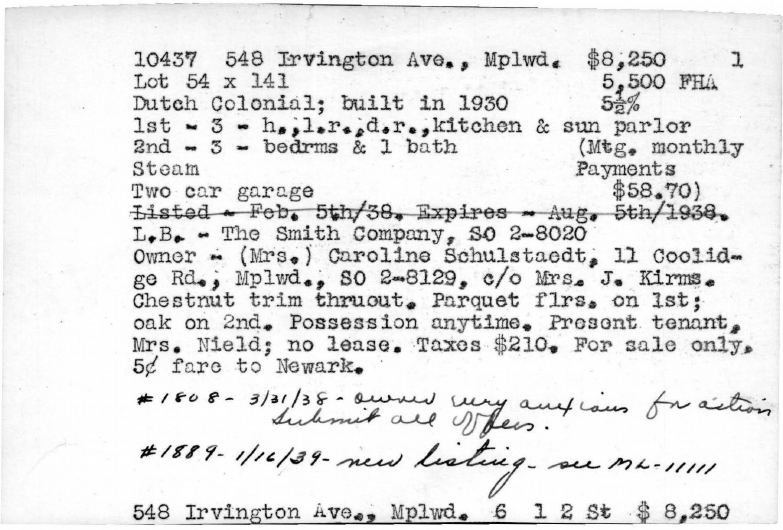 10437  548 Irvington Ave., Mplwd.  $8,250  1
Lot 54 x 141  5,500 FHA
Dutch Colonial; built in 1930  5½%
1st - 3 - h.,l.r.,d.r.,kitchen & sun parlor
2nd - 3 - bedrms & 1 bath  (Mtg. monthly
Steam  Payments
Two car garage  $58.70)
Listed - Feb. 5th/38. Expires - Aug. 5th/1938.
L.B. - The Smith Company, SO 2-8020
Owner - (Mrs.) Caroline Schulstaedt, 11 Coolid-
ge Rd., Mplwd., SO 2-8129, c/o Mrs. J. Kirms.
Chestnut trim thruout. Parquet flrs. on 1st;
oak on 2nd. Possession anytime. Present tenant,
Mrs. Nield; no lease. Taxes $210. For sale only.
5¢ fare to Newark.
#1808 - 3/31/38 - owner very anxious for action
Submit all offers.
#1889 - 1/16/39 - new listing - see ML-11111
548 Irvington Ave., Mplwd.  6  1  2  St  $ 8,250